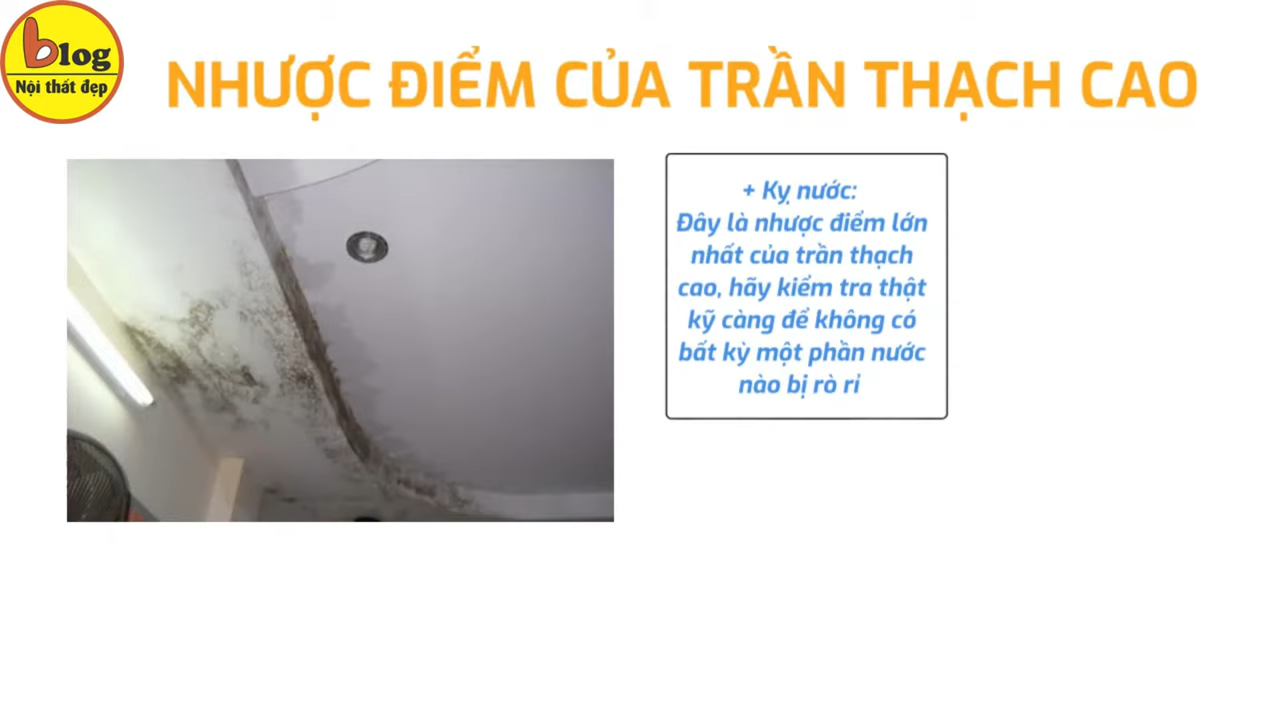 blog
Nội thất đẹp
NHƯỢC ĐIỂM CỦA TRẦN THẠCH CAO
+ Kỵ nước:
Đây là nhược điểm lớn
nhất của trần thạch
cao, hãy kiểm tra thật
kỹ càng để không có
bất kỳ một phần nước
nào bị rò rỉ